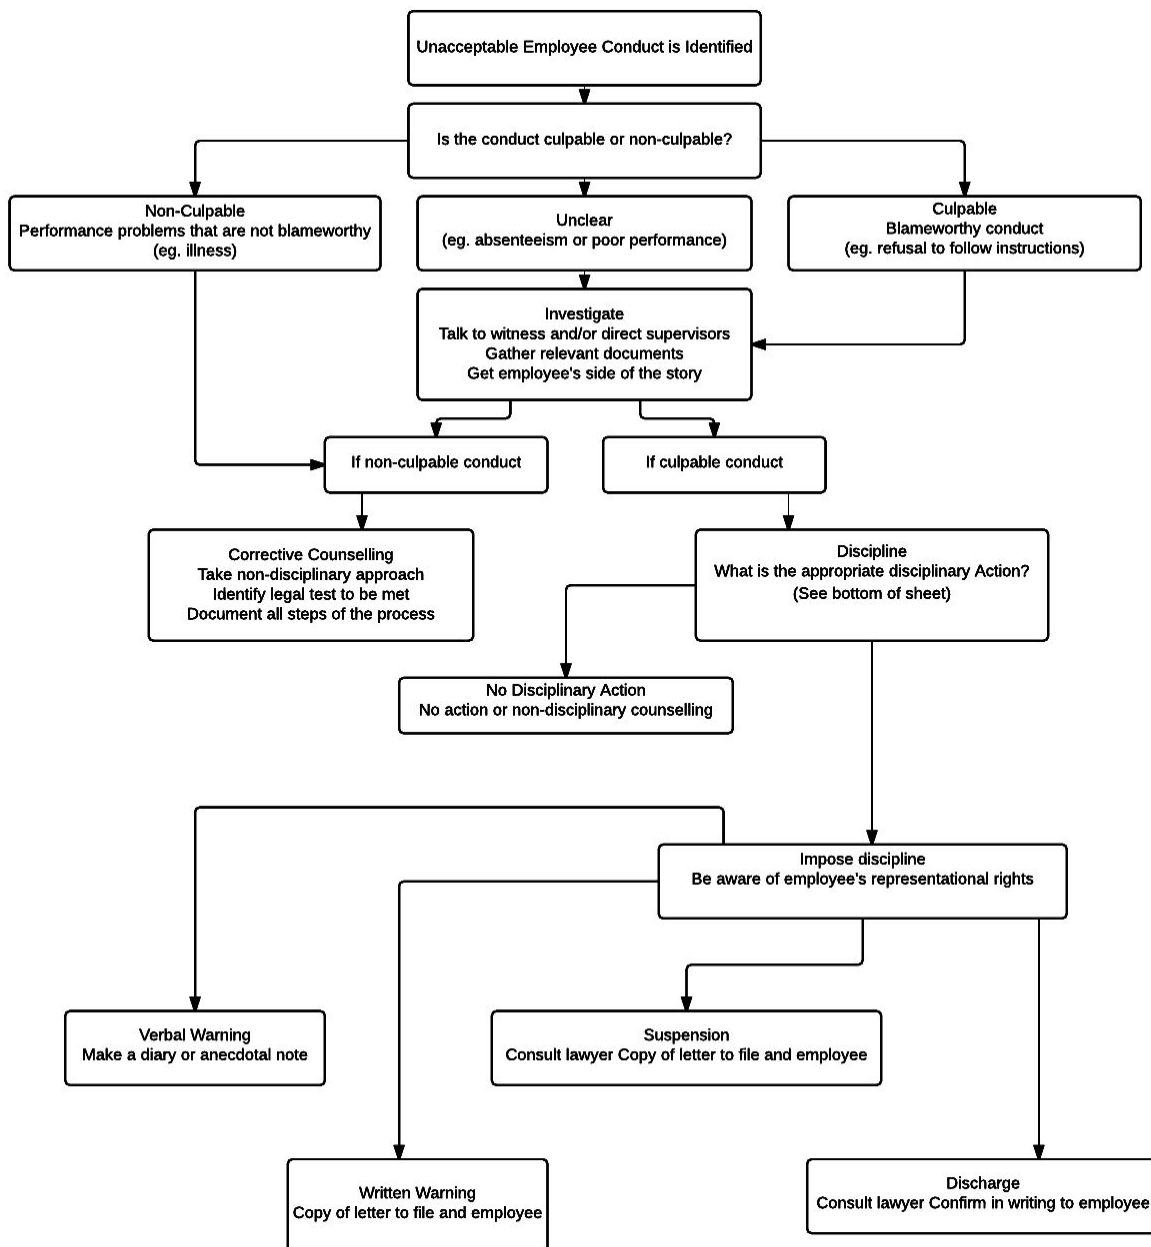 Unacceptable Employee Conduct is Identified
Is the conduct culpable or non-culpable?
Non-Culpable
Performance problems that are not blameworthy
(eg. illness)
Unclear
(eg. absenteeism or poor performance)
Culpable
Blameworthy conduct
(eg. refusal to follow instructions)
Investigate
Talk to witness and/or direct supervisors
Gather relevant documents
Get employee's side of the story
If non-culpable conduct
If culpable conduct
Corrective Counselling
Take non-disciplinary approach
Identify legal test to be met
Document all steps of the process
Discipline
What is the appropriate disciplinary Action?
(See bottom of sheet)
No Disciplinary Action
No action or non-disciplinary counselling
Impose discipline
Be aware of employee's representational rights
Verbal Warning
Make a diary or anecdotal note
Suspension
Consult lawyer Copy of letter to file and employee
Written Warning
Copy of letter to file and employee
Discharge
Consult lawyer Confirm in writing to employee